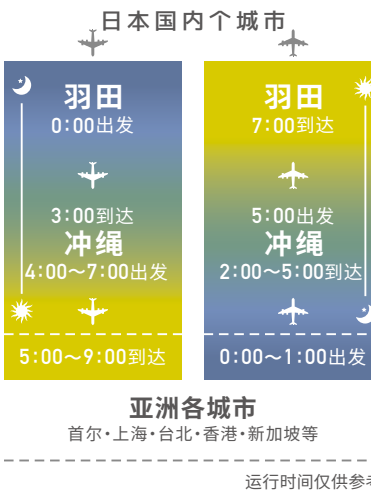 日本国内个城市
羽田
0:00出发
3:00到达
冲绳
4:00～7:00出发
5:00～9:00到达
羽田
7:00到达
5:00出发
冲绳
2:00～5:00到达
0:00～1:00出发
亚洲各城市
首尔・上海・台北・香港・新加坡等
运行时间仅供参考